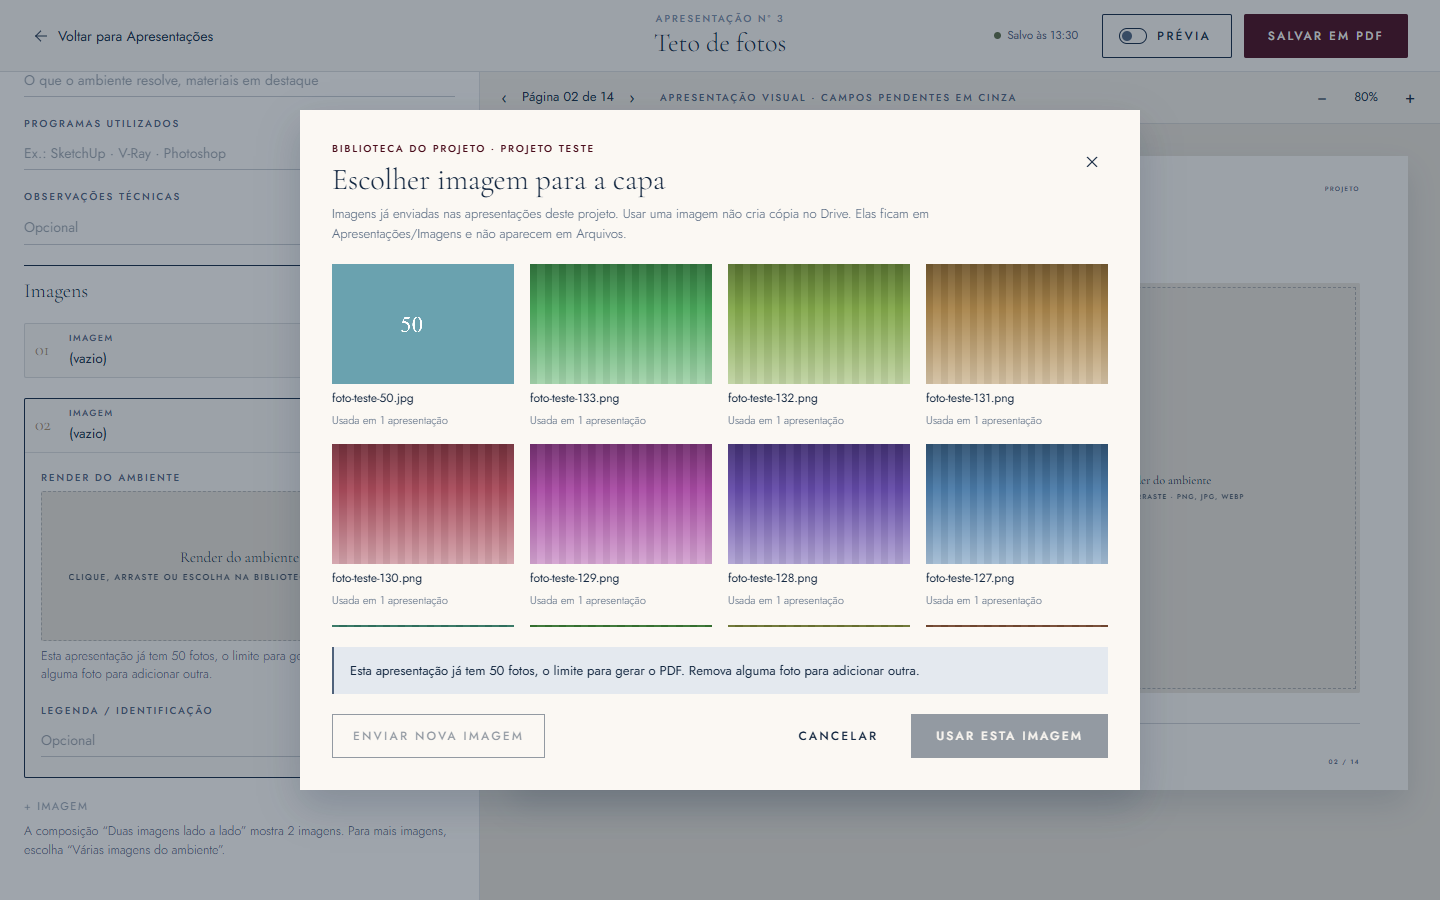 Voltar para Apresentações
APRESENTAÇÃO Nº 3
Teto de fotos
Salvo às 13:30
PRÉVIA
SALVAR EM PDF
O que o ambiente resolve, materiais em destaque
PROGRAMAS UTILIZADOS
Ex.: SketchUp · V-Ray · Photoshop
OBSERVAÇÕES TÉCNICAS
Opcional
Imagens
01
IMAGEM
(vazio)
02
IMAGEM
(vazio)
RENDER DO AMBIENTE
Render do ambiente
CLIQUE, ARRASTE OU ESCOLHA NA
Esta apresentação já tem 50 fotos, o limite para
alguma foto para adicionar outra.
LEGENDA / IDENTIFICAÇÃO
Opcional
+ IMAGEM
A composição “Duas imagens lado a lado” mostra 2 imagens. Para mais imagens,
escolha “Várias imagens do ambiente”.
‹ Página 02 de 14 ›
APRESENTAÇÃO VISUAL · CAMPOS PENDENTES EM CINZA
− 80% +
PROJETO
ambiente
PNG, JPG, WEBP
02 / 14
BIBLIOTECA DO PROJETO · PROJETO TESTE
Escolher imagem para a capa
Imagens já enviadas nas apresentações deste projeto. Usar uma imagem não cria cópia no Drive. Elas ficam em
Apresentações/Imagens e não aparecem em Arquivos.
50
foto-teste-50.jpg
Usada em 1 apresentação
foto-teste-133.png
Usada em 1 apresentação
foto-teste-132.png
Usada em 1 apresentação
foto-teste-131.png
Usada em 1 apresentação
foto-teste-130.png
Usada em 1 apresentação
foto-teste-129.png
Usada em 1 apresentação
foto-teste-128.png
Usada em 1 apresentação
foto-teste-127.png
Usada em 1 apresentação
Esta apresentação já tem 50 fotos, o limite para gerar o PDF. Remova alguma foto para adicionar outra.
ENVIAR NOVA IMAGEM
CANCELAR
USAR ESTA IMAGEM